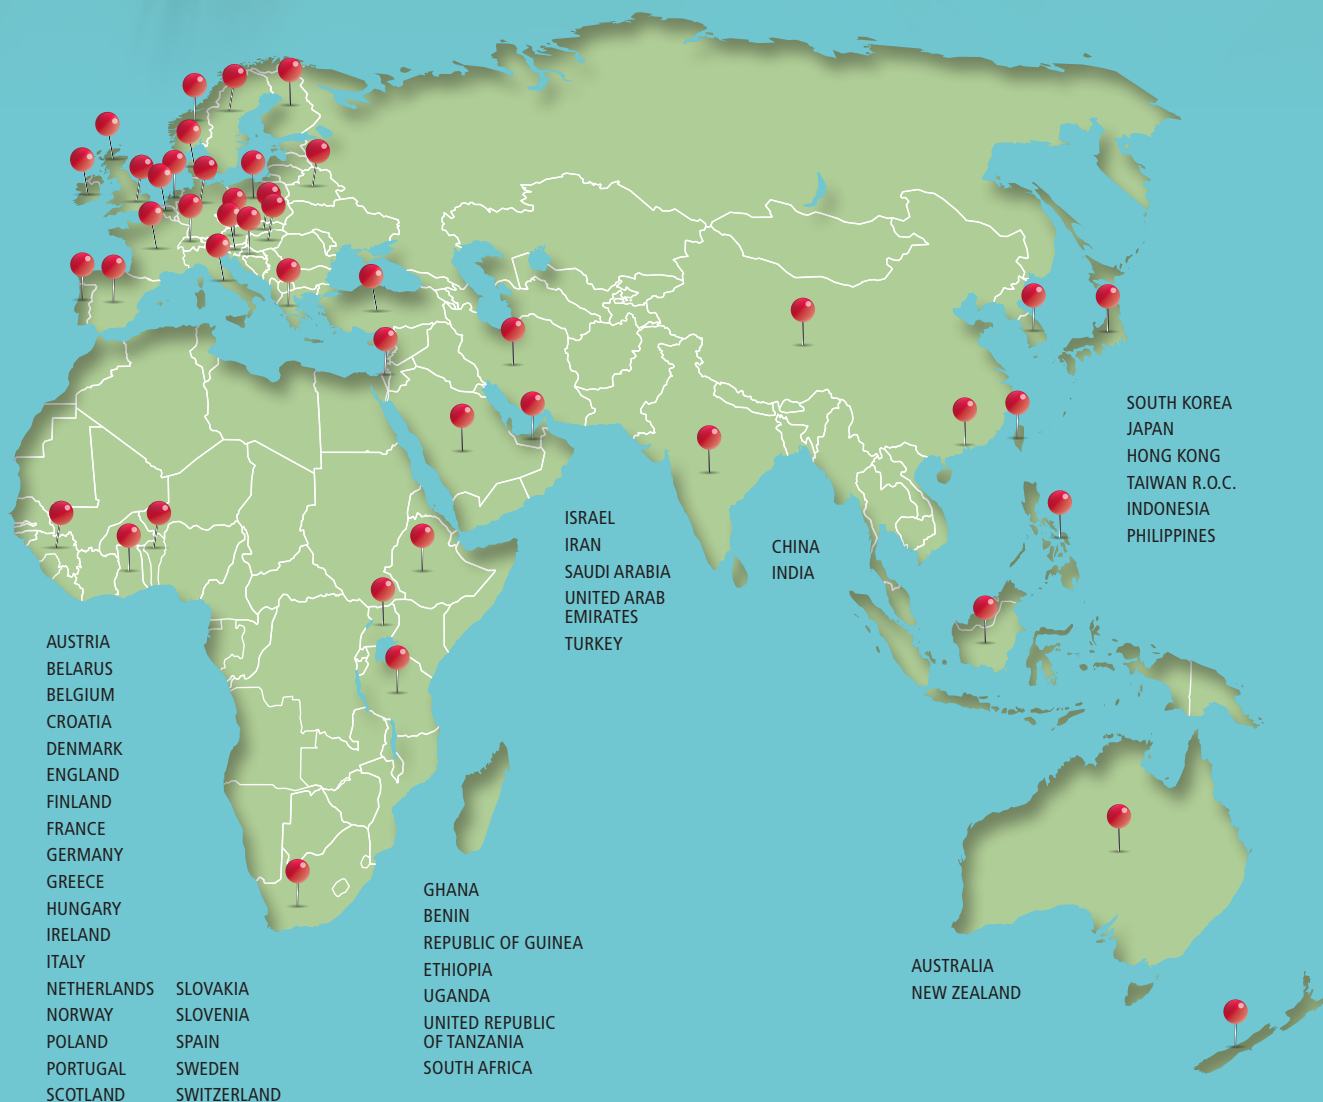 SOUTH KOREA
JAPAN
HONG KONG
TAIWAN R.O.C.
INDONESIA
PHILIPPINES
ISRAEL
IRAN
SAUDI ARABIA
UNITED ARAB
EMIRATES
TURKEY
CHINA
INDIA
AUSTRIA
BELARUS
BELGIUM
CROATIA
DENMARK
ENGLAND
FINLAND
FRANCE
GERMANY
GREECE
HUNGARY
IRELAND
ITALY
NETHERLANDS
NORWAY
POLAND
PORTUGAL
SCOTLAND
SLOVAKIA
SLOVENIA
SPAIN
SWEDEN
SWITZERLAND
GHANA
BENIN
REPUBLIC OF GUINEA
ETHIOPIA
UGANDA
UNITED REPUBLIC
OF TANZANIA
SOUTH AFRICA
AUSTRALIA
NEW ZEALAND